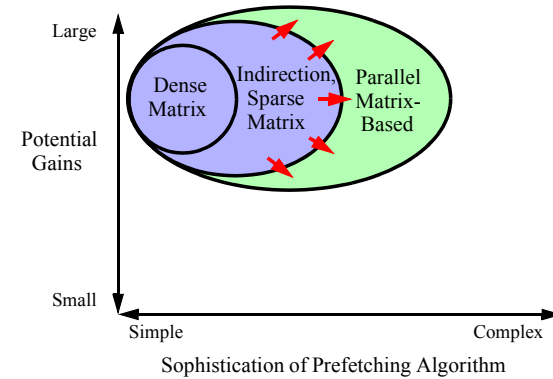 Large
Potential
Gains
Small
Dense
Matrix
Indirection,
Sparse
Matrix
Parallel
Matrix-
Based
Simple
Complex
Sophistication of Prefetching Algorithm